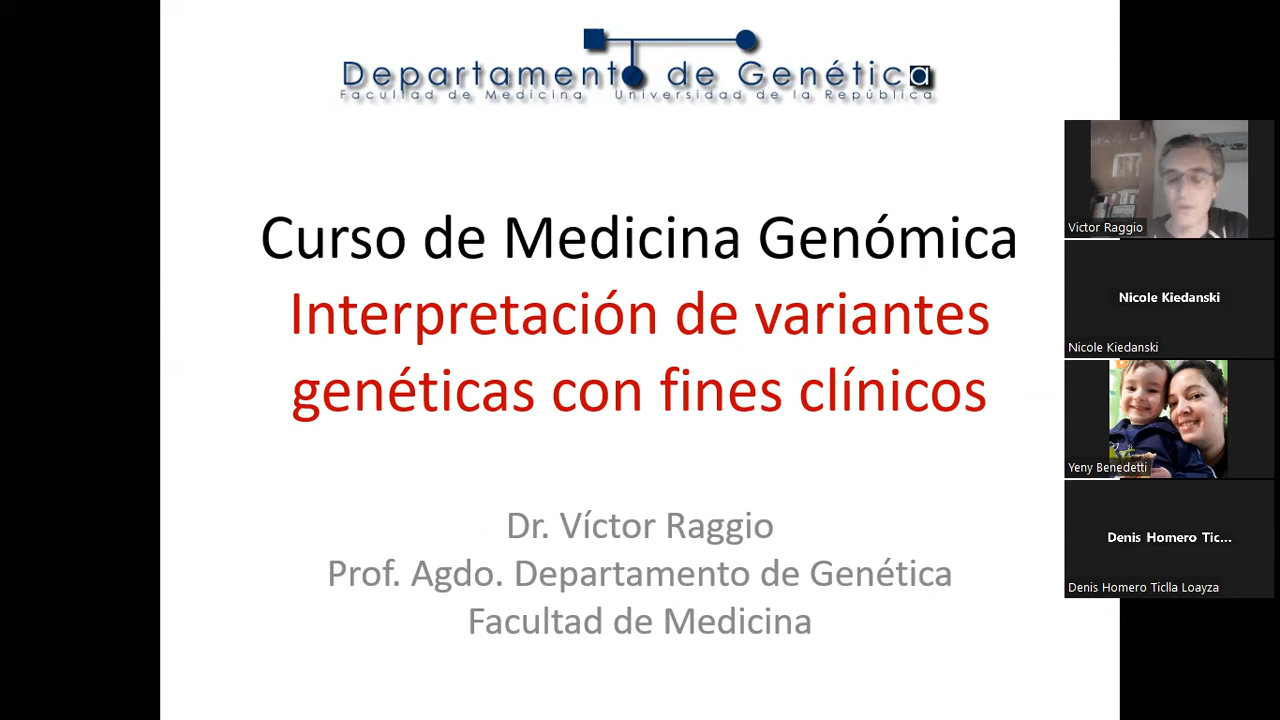 Departamento de Genética
Facultad de Medicina Universidad de la República
Curso de Medicina Genómica
Interpretación de variantes
genéticas con fines clínicos
Dr. Víctor Raggio
Prof. Agdo. Departamento de Genética
Facultad de Medicina
Victor Raggio
Nicole Kiedanski
Nicole Kiedanski
Yeny Benedetti
Denis Homero Tic...
Denis Homero Ticlla Loayza